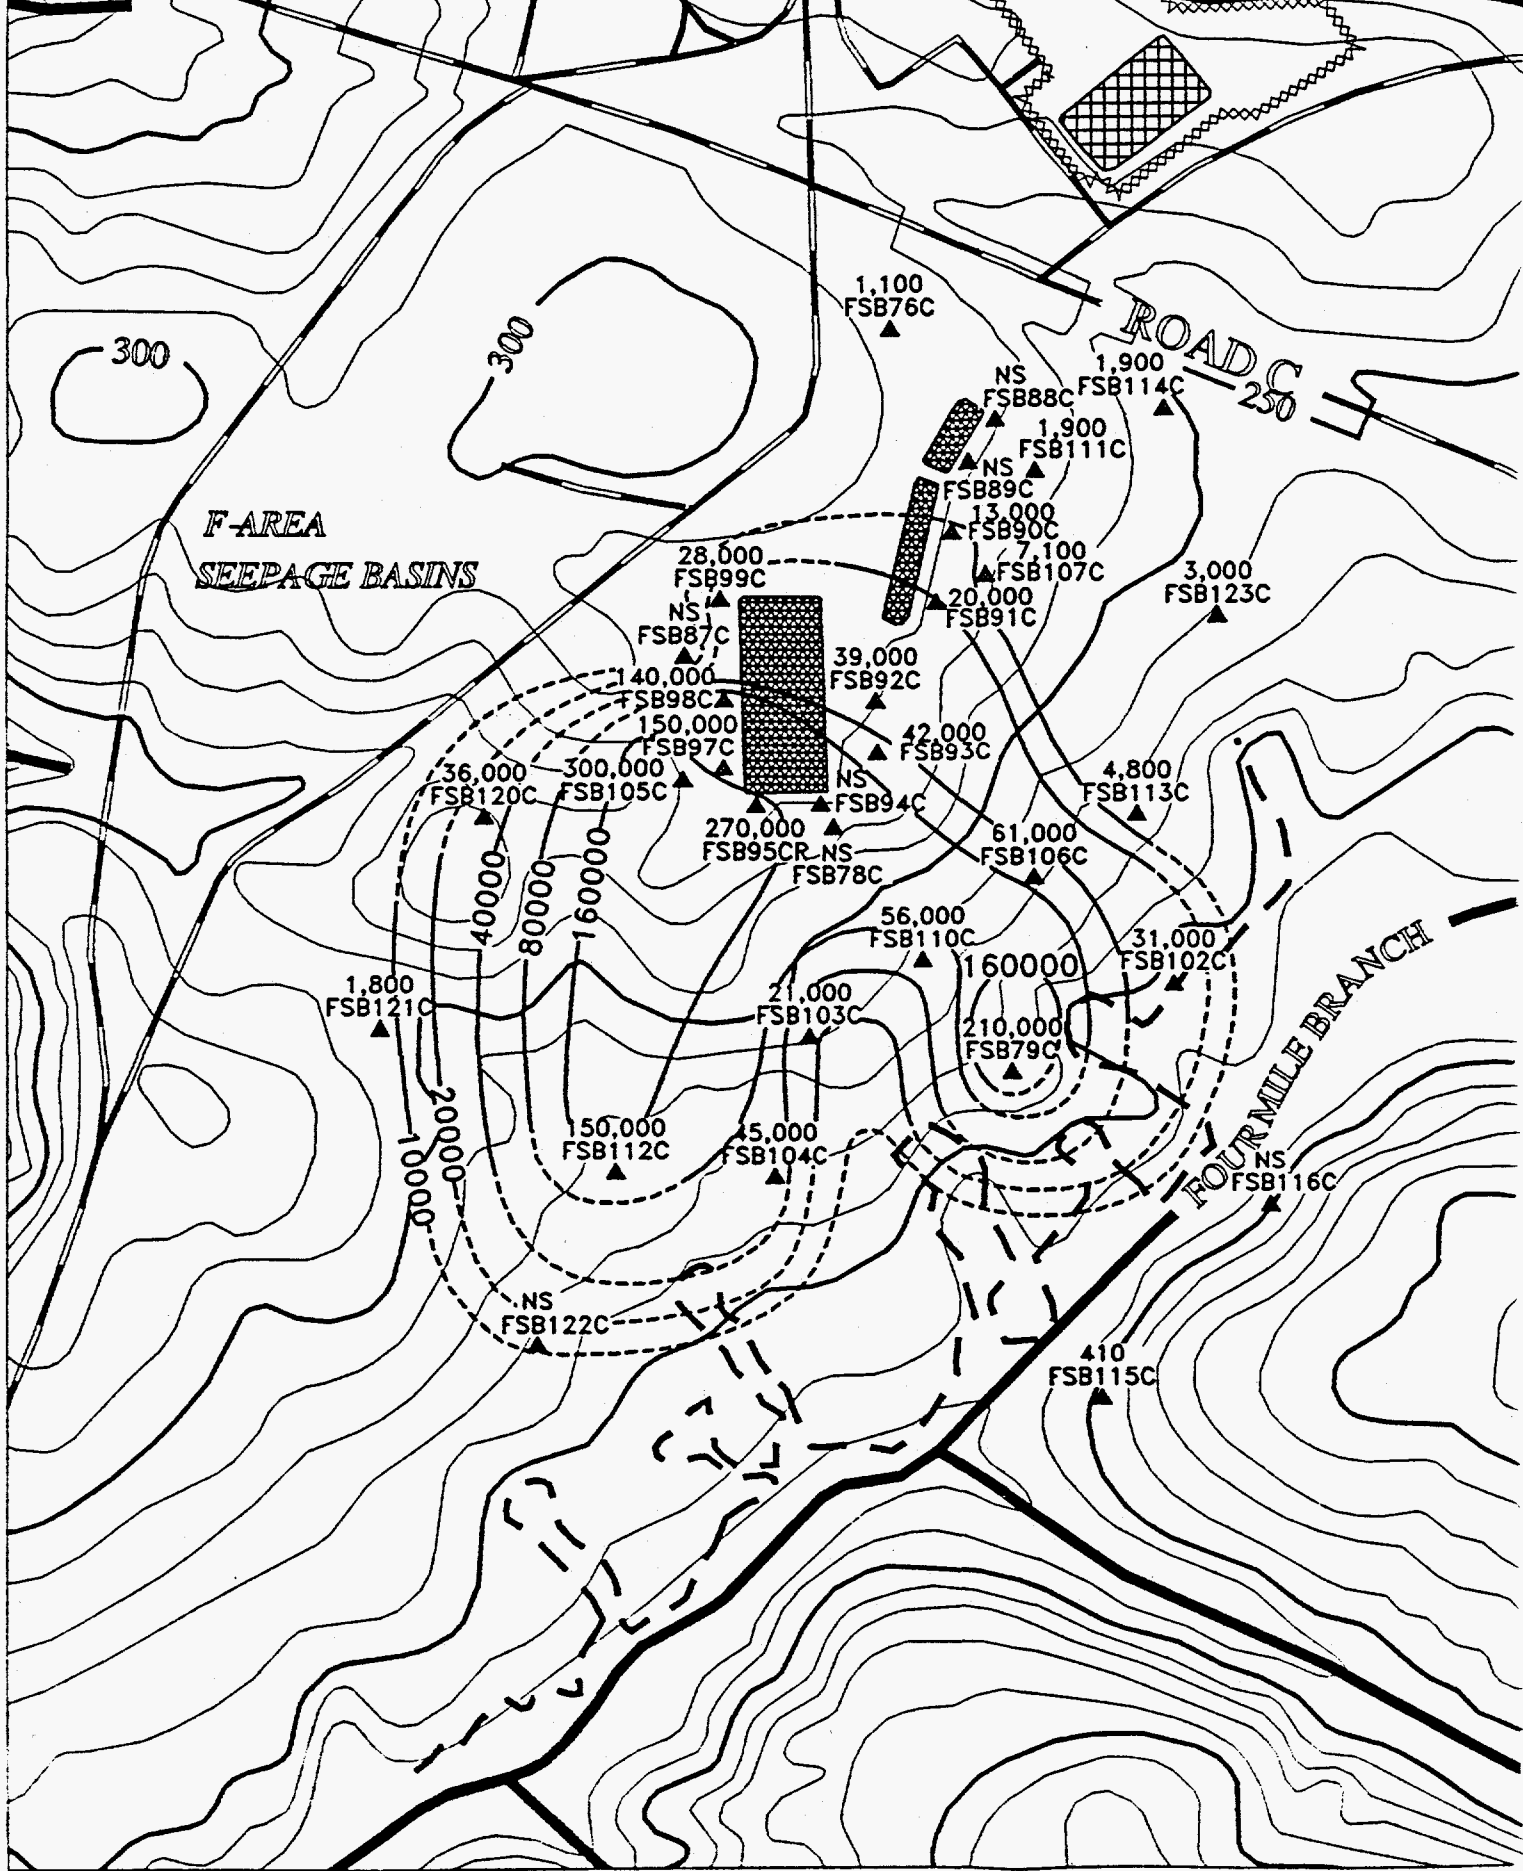 1,100
FSB76C
ROAD C
300
300
1,900
FSB114C
250
NS
FSB88C
1,900
FSB111C
NS
FSB89C
F-AREA
SEEPAGE BASINS
13,000
FSB90C
7,100
FSB107C
28,000
FSB99C
3,000
FSB123C
20,000
FSB91C
NS
FSB87C
39,000
FSB92C
140,000
FSB98C
150,000
FSB97C
42,000
FSB93C
36,000
FSB120C
300,000
FSB105C
NS
FSB94C
4,800
FSB113C
270,000
FSB95CR
NS
FSB78C
61,000
FSB106C
40000
80000
160000
56,000
FSB110C
31,000
FSB102C
160000
FOURMILE BRANCH
1,800
FSB121C
21,000
FSB103C
210,000
FSB79C
20000
10000
150,000
FSB112C
45,000
FSB104C
NS
FSB116C
NS
FSB122C
410
FSB115C